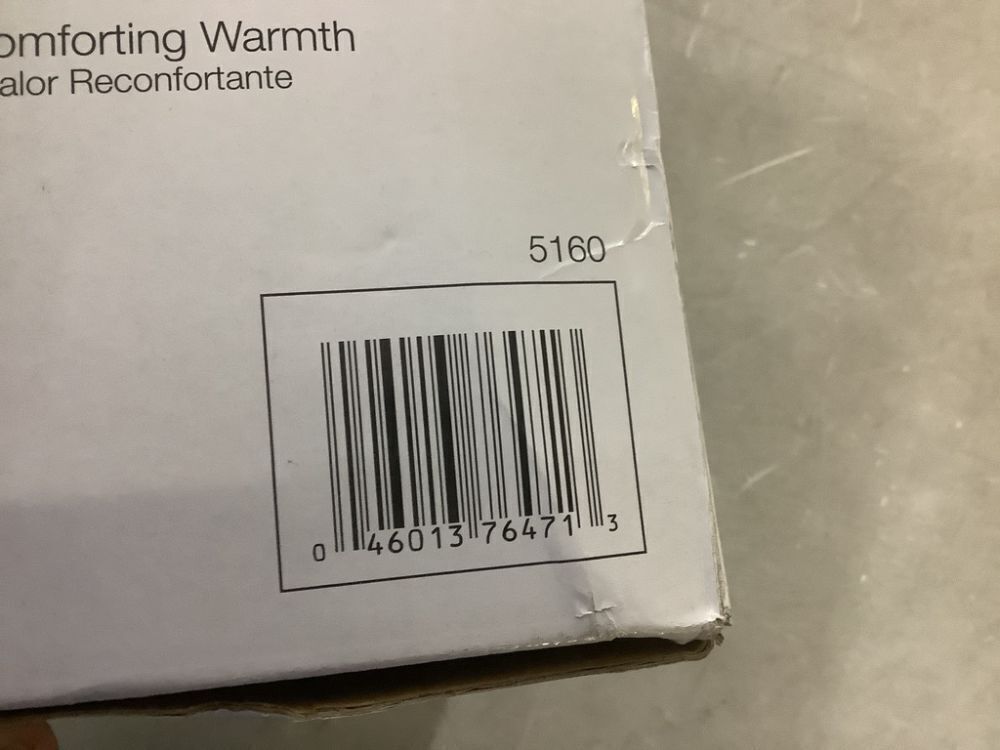 omforting Warmth
alor Reconfortante
5160
0 46013 76471 3